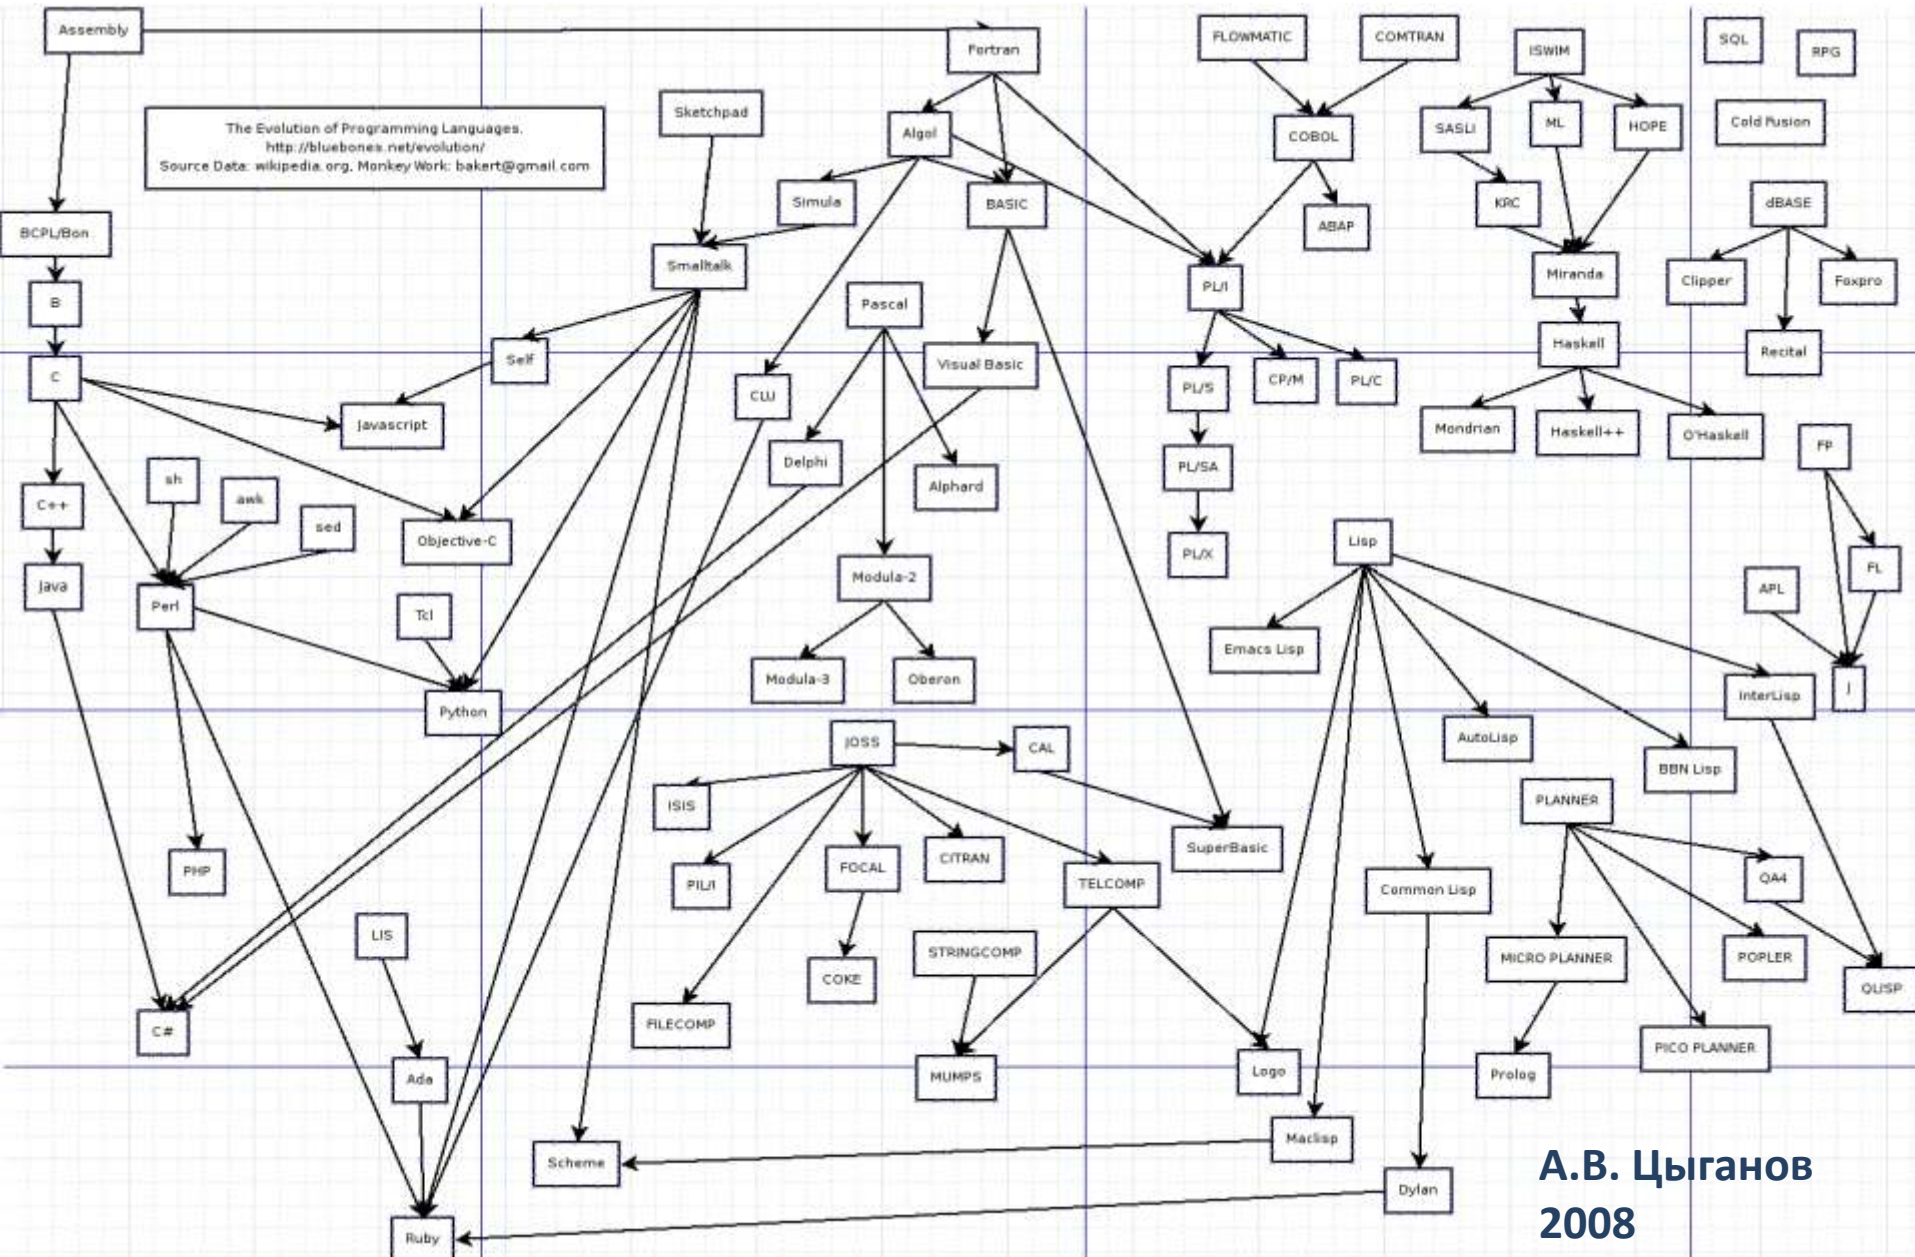 Assembly
Fortran
FLOWMATIC
COMTRAN
ISWIM
SQL
RPG
The Evolution of Programming Languages.
http://bluebones.net/evolution/
Source Data: wikipedia.org, Monkey Work: bakert@gmail.com
Sketchpad
Algol
COBOL
SASLI
ML
HOPE
Cold Fusion
BCPL/Bon
Simula
BASIC
ABAP
KRC
dBASE
Smalltalk
B
Pascal
PL/I
Miranda
Clipper
Foxpro
C
Self
Visual Basic
Haskell
Recital
CLU
PL/S
CP/M
PL/C
Javascript
Mondrian
Haskell++
O'Haskell
FP
Delphi
Alphard
PL/SA
sh
awk
sed
C++
Objective-C
PL/X
Lisp
Java
Perl
Tcl
Modula-2
APL
FL
Emacs Lisp
Modula-3
Oberon
InterLisp
J
Python
JOSS
CAL
AutoLisp
BBN Lisp
ISIS
PLANNER
PHP
PIL/I
FOCAL
CITRAN
TELCOMP
SuperBasic
Common Lisp
QA4
LIS
STRINGCOMP
COKE
MICRO PLANNER
POPLER
QLISP
C#
FILECOMP
PICO PLANNER
Ada
MUMPS
Logo
Prolog
Scheme
Maclisp
Dylan
Ruby
А.В. Цыганов
2008